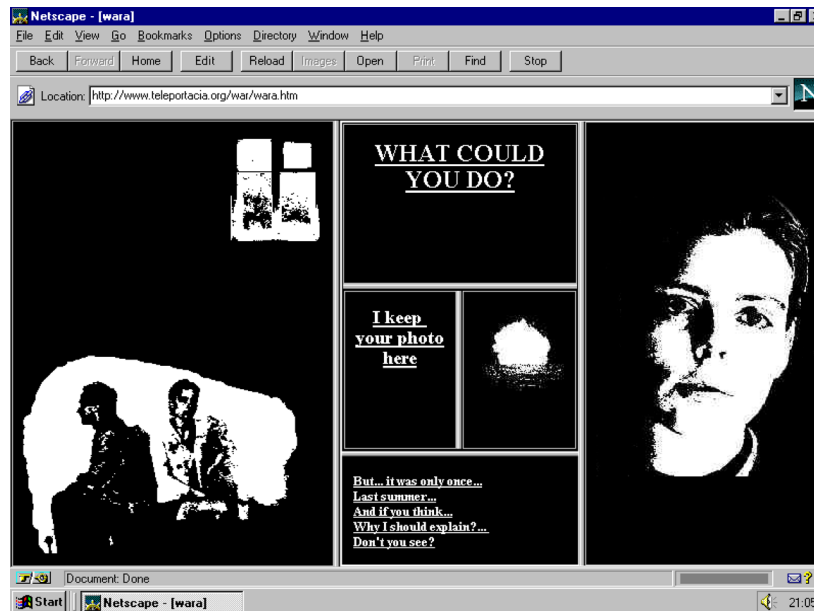 Netscape - [wara]
File Edit View Go Bookmarks Options Directory Window Help
Back Forward Home Edit Reload Images Open Print Find Stop
Location: http://www.teleportacia.org/war/wara.htm
N
WHAT COULD
YOU DO?
I keep
your photo
here
But... it was only once...
Last summer...
And if you think...
Why I should explain?...
Don't you see?
Document: Done
?
Start Netscape - [wara] 21:05